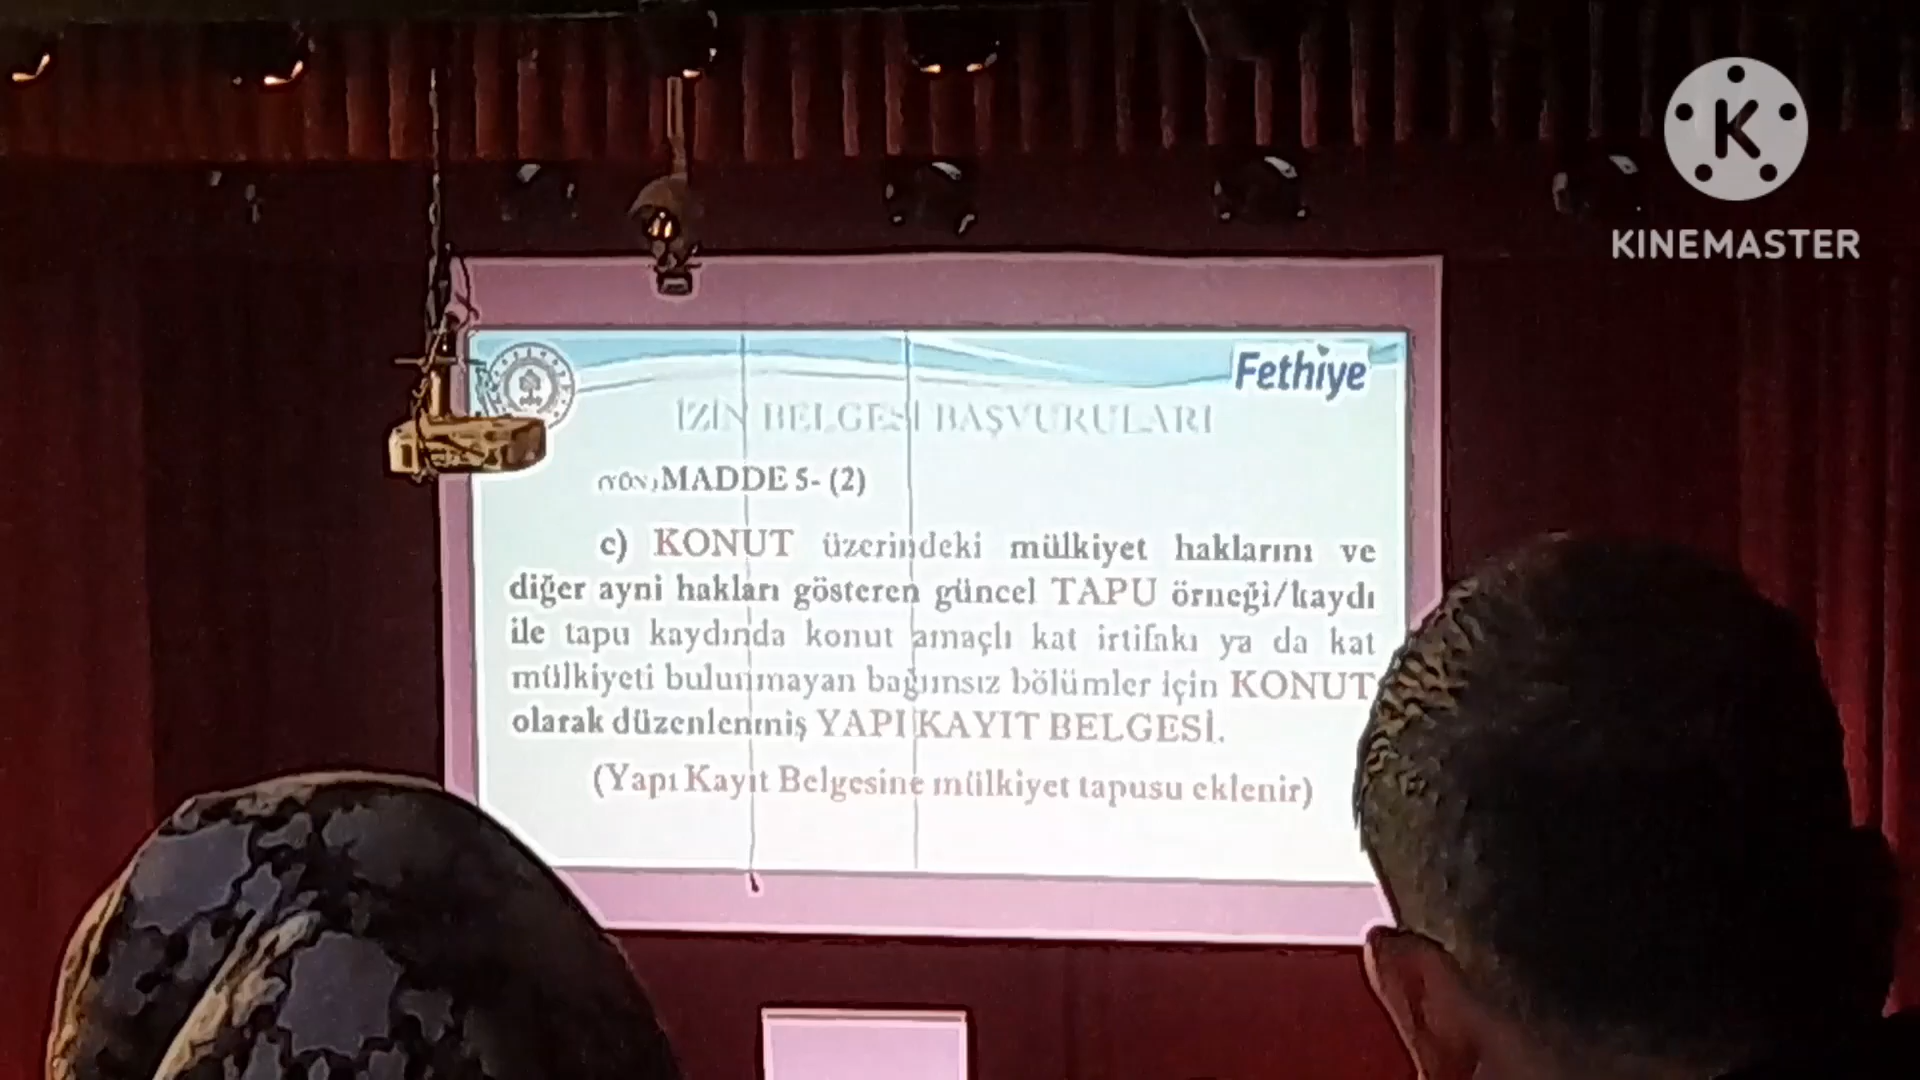 KINEMASTER
Fethiye
İZİN BELGESİ BAŞVURULARI
(YÖN.) MADDE 5- (2)
c) KONUT üzerindeki mülkiyet haklarını ve
diğer ayni hakları gösteren güncel TAPU örneği/kaydı
ile tapu kaydında konut amaçlı kat irtifakı ya da kat
mülkiyeti bulunmayan bağımsız bölümler için KONUT
olarak düzenlenmiş YAPI KAYIT BELGESİ.
(Yapı Kayıt Belgesine mülkiyet tapusu eklenir)